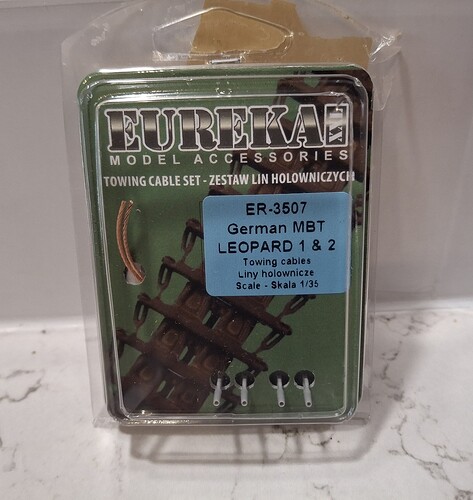 EUREKA XXL
MODEL ACCESSORIES
TOWING CABLE SET - ZESTAW LIN HOLOWNICZYCH
ER-3507
German MBT
LEOPARD 1 & 2
Towing cables
Liny holownicze
Scale - Skala 1/35